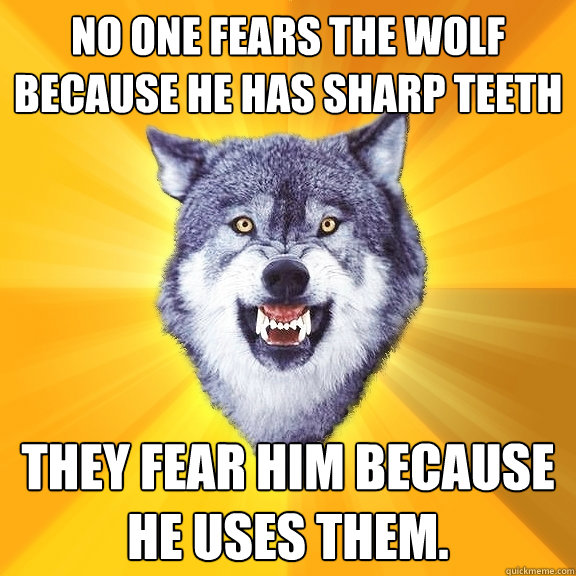 NO ONE FEARS THE WOLF
BECAUSE HE HAS SHARP TEETH
THEY FEAR HIM BECAUSE
HE USES THEM.
quickmeme.com